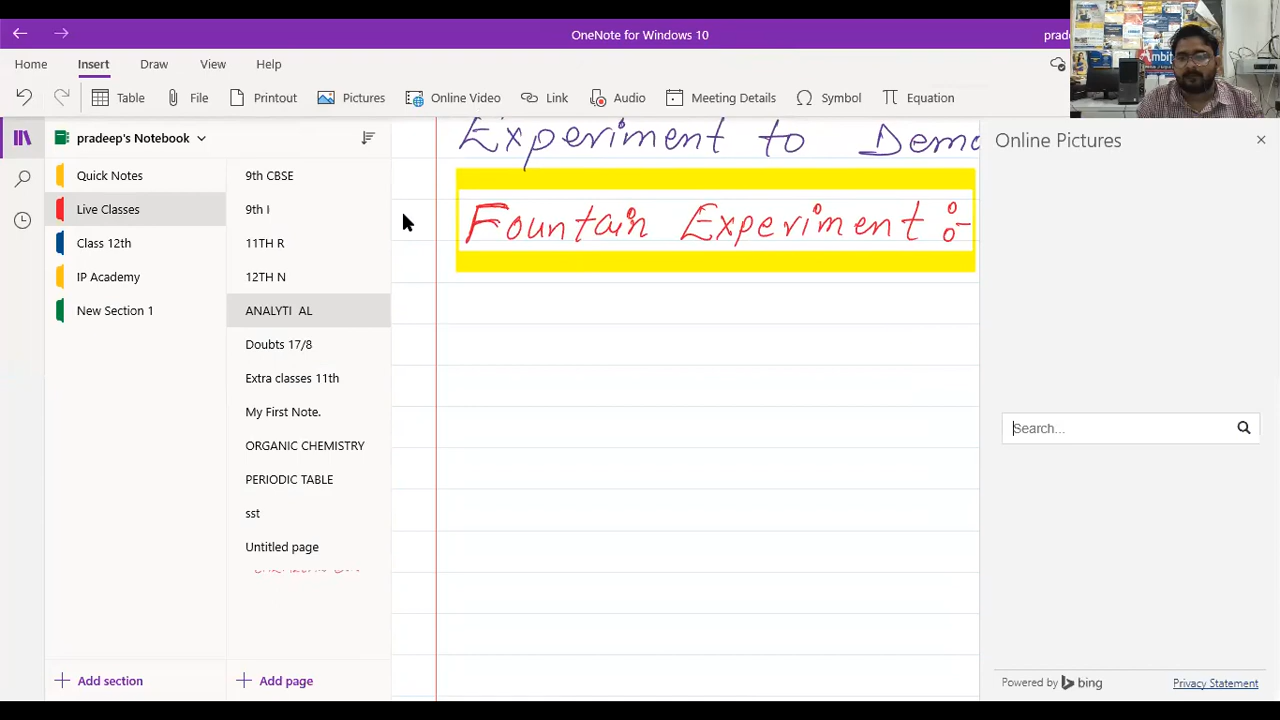 OneNote for Windows 10
prade
Home Insert Draw View Help
Table File Printout Pictures Online Video Link Audio Meeting Details Symbol Equation
pradeep's Notebook
Quick Notes
Live Classes
Class 12th
IP Academy
New Section 1
Add section
9th CBSE
9th I
11TH R
12TH N
ANALYTI AL
Doubts 17/8
Extra classes 11th
My First Note.
ORGANIC CHEMISTRY
PERIODIC TABLE
sst
Untitled page
Add page
Experiment to Demo
Fountain Experiment :-
Online Pictures
Search...
Powered by bing
Privacy Statement